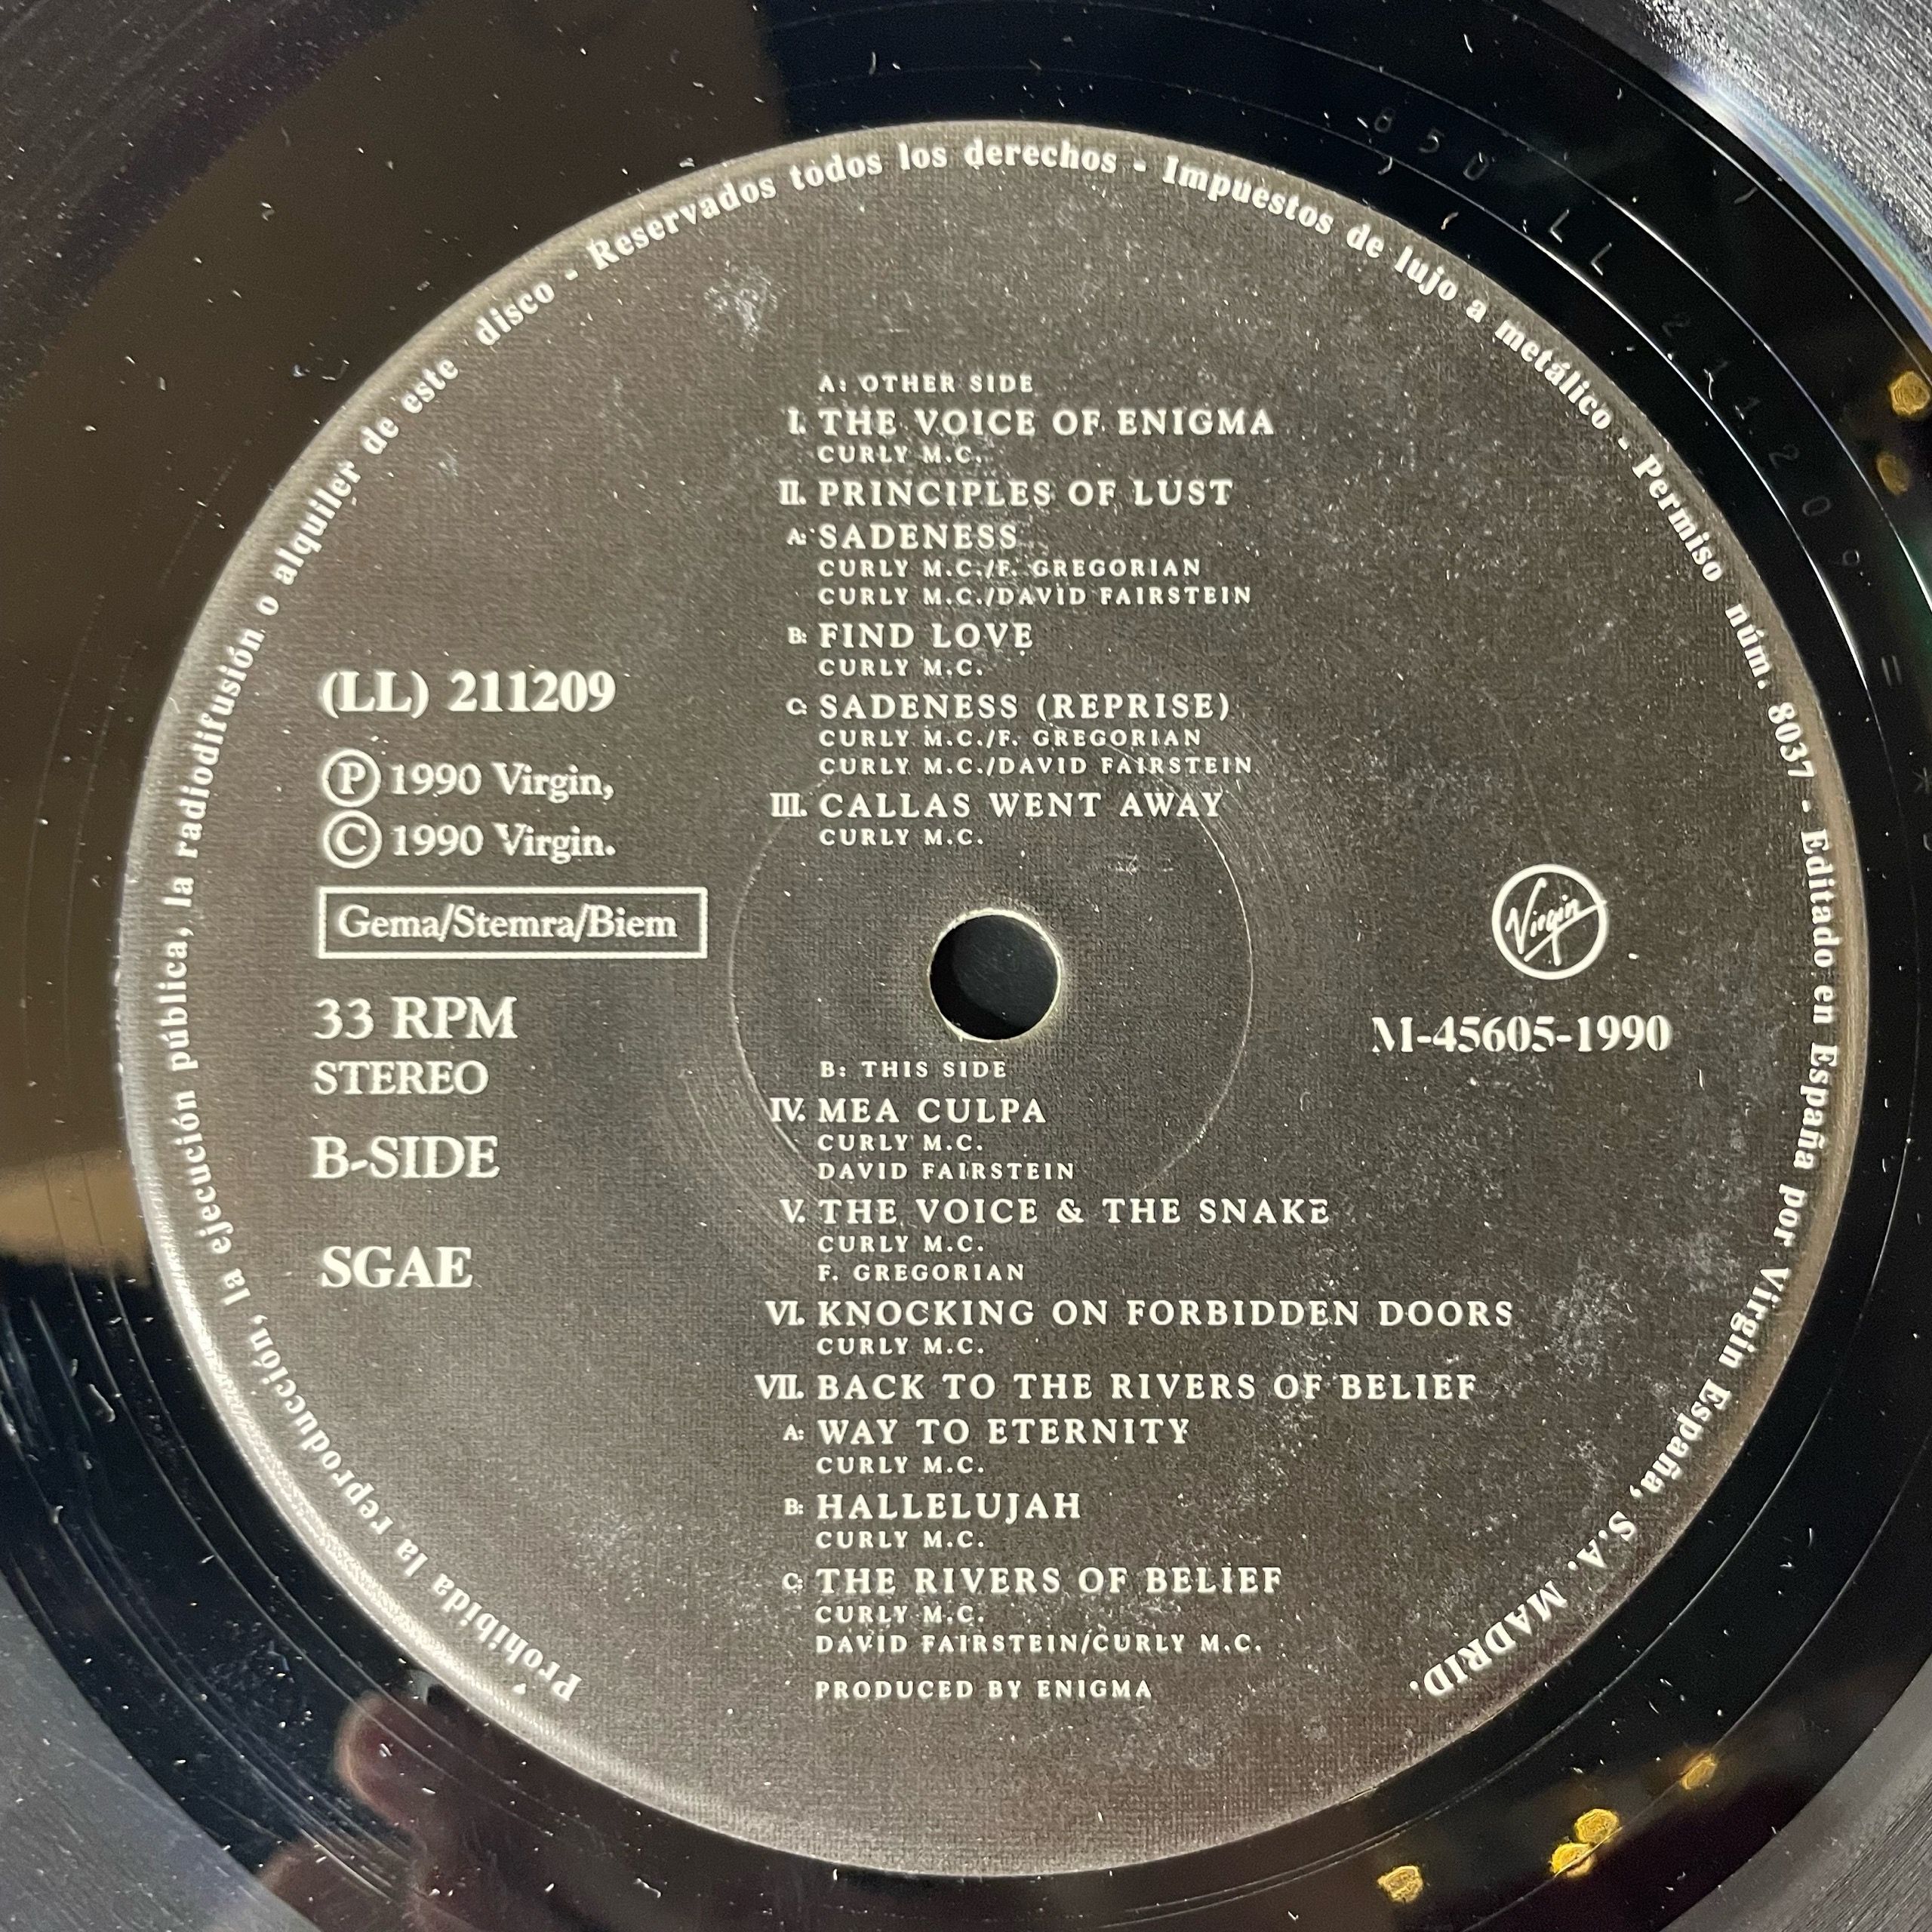 Prohibida la reproducción, la ejecución pública, la radiodifusión o alquiler de este disco - Reservados todos los derechos - Impuestos de lujo a metálico - Permiso núm. 8037 - Editado en España por Virgin España, S.A. MADRID.
A: OTHER SIDE
I. THE VOICE OF ENIGMA
CURLY M.C.
II. PRINCIPLES OF LUST
A: SADENESS
CURLY M.C./F. GREGORIAN
CURLY M.C./DAVID FAIRSTEIN
B: FIND LOVE
CURLY M.C.
C: SADENESS (REPRISE)
CURLY M.C./F. GREGORIAN
CURLY M.C./DAVID FAIRSTEIN
III. CALLAS WENT AWAY
CURLY M.C.
(LL) 211209
Ⓟ 1990 Virgin,
© 1990 Virgin.
Gema/Stemra/Biem
33 RPM
STEREO
B-SIDE
SGAE
Virgin
M-45605-1990
B: THIS SIDE
IV. MEA CULPA
CURLY M.C.
DAVID FAIRSTEIN
V. THE VOICE & THE SNAKE
CURLY M.C.
F. GREGORIAN
VI. KNOCKING ON FORBIDDEN DOORS
CURLY M.C.
VII. BACK TO THE RIVERS OF BELIEF
A: WAY TO ETERNITY
CURLY M.C.
B: HALLELUJAH
CURLY M.C.
C: THE RIVERS OF BELIEF
CURLY M.C.
DAVID FAIRSTEIN/CURLY M.C.
PRODUCED BY ENIGMA
LL 211209